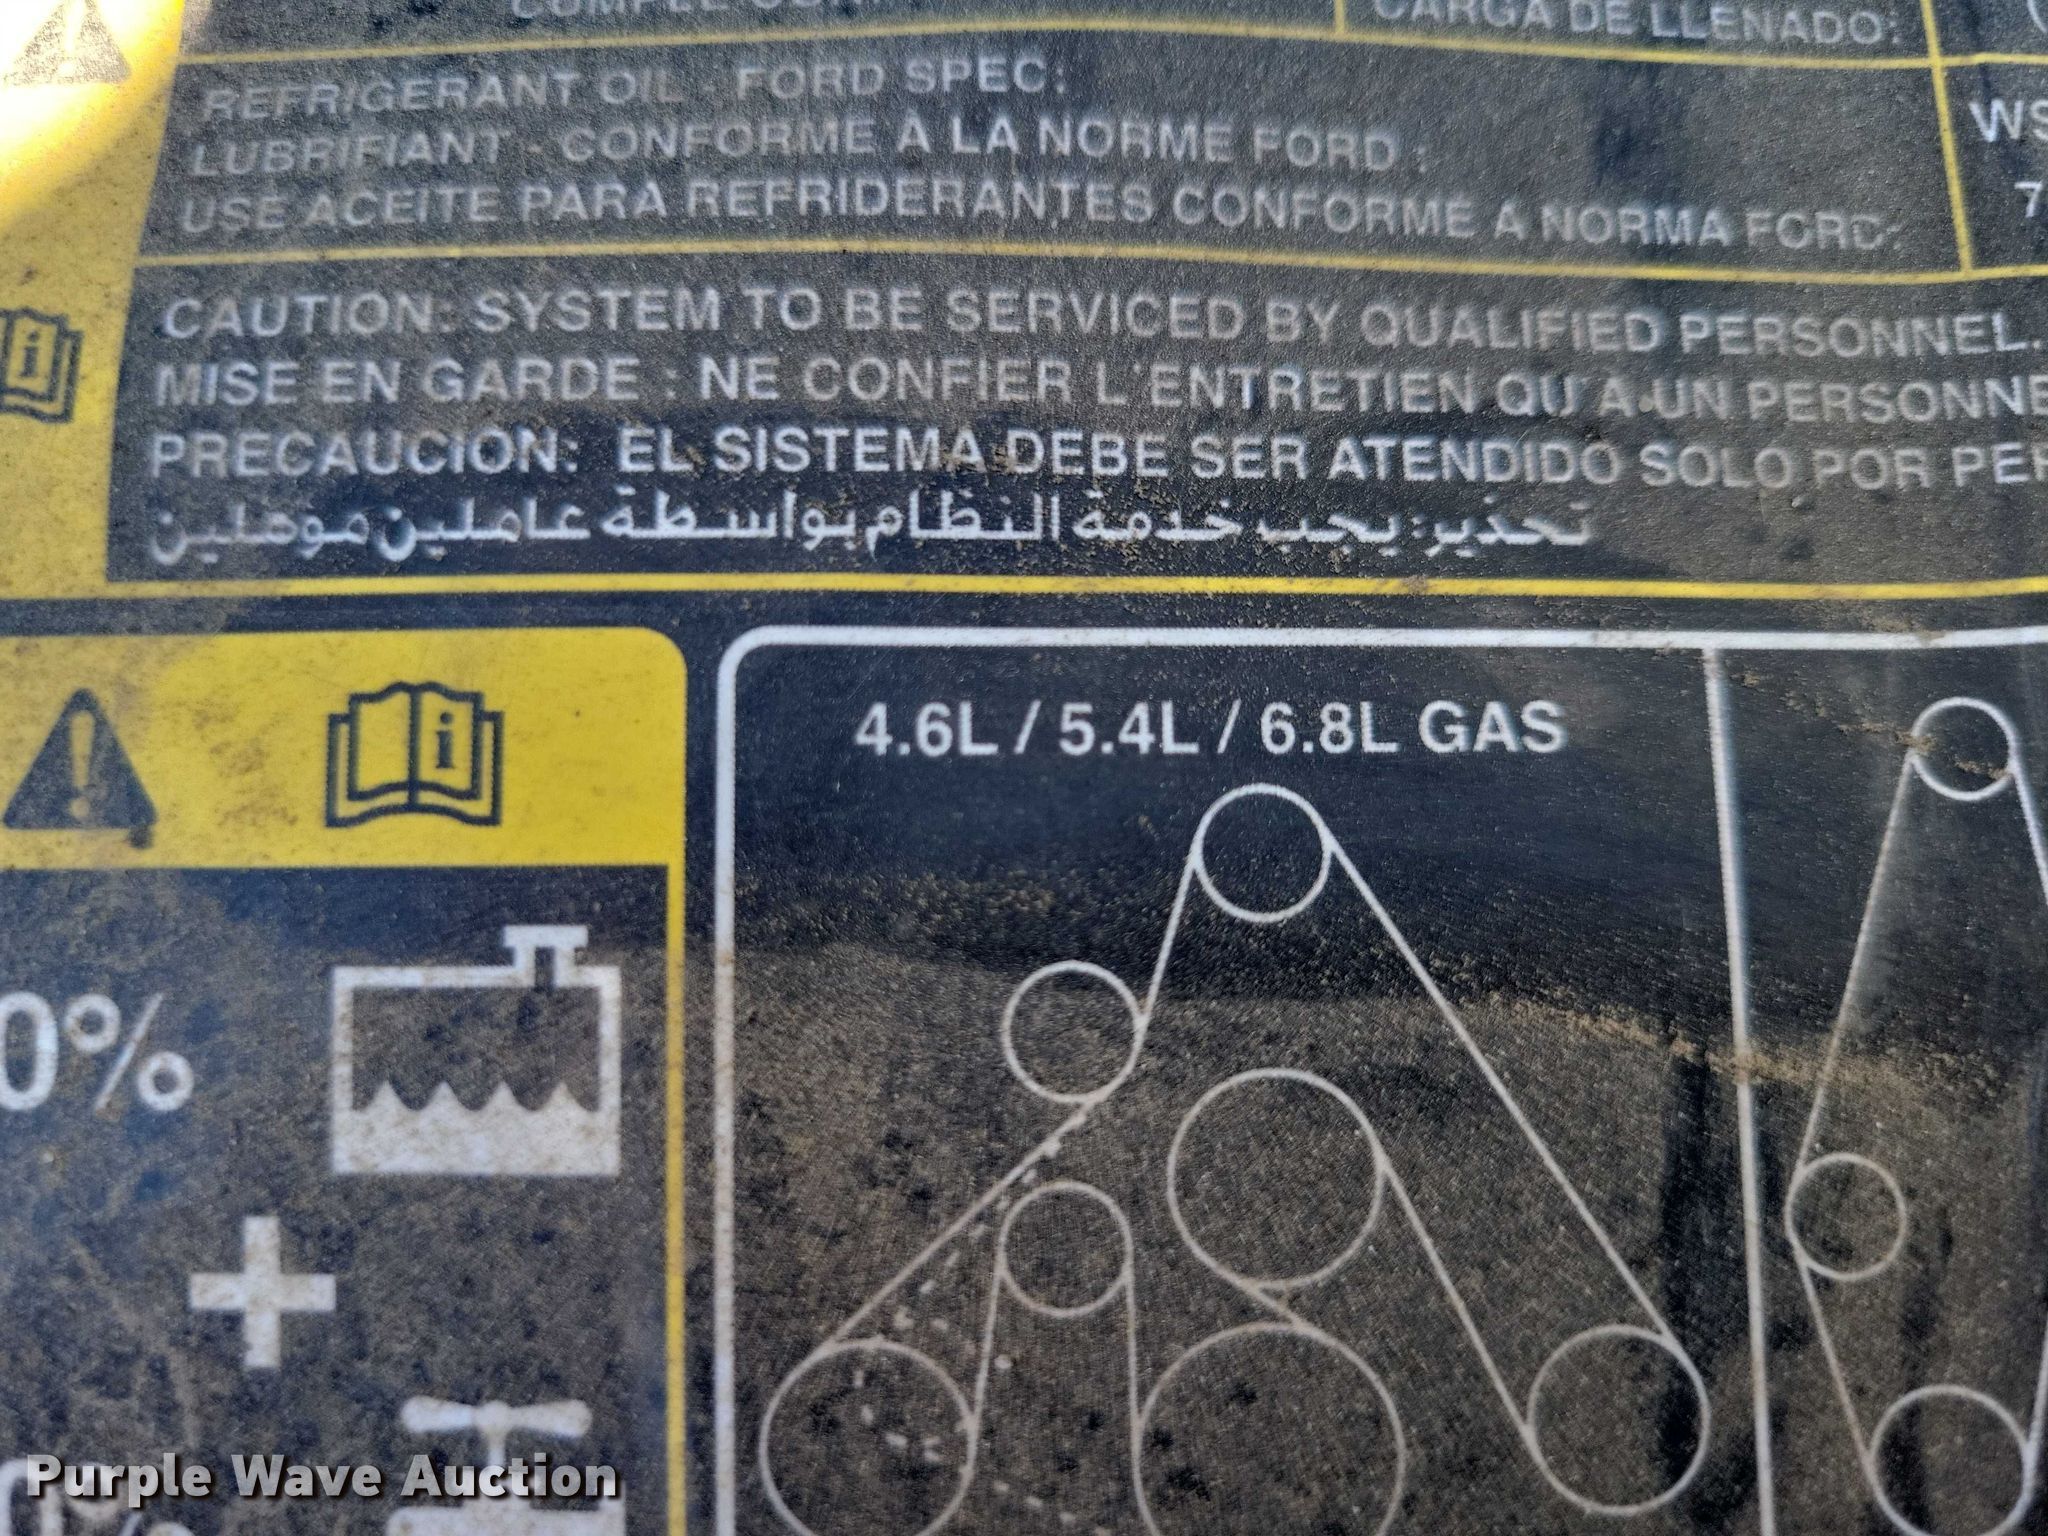 CARGA DE LLENADO:
REFRIGERANT OIL - FORD SPEC:
LUBRIFIANT - CONFORME À LA NORME FORD :
USE ACEITE PARA REFRIDERANTES CONFORME A NORMA FORD:
WS
7
CAUTION: SYSTEM TO BE SERVICED BY QUALIFIED PERSONNEL.
MISE EN GARDE : NE CONFIER L'ENTRETIEN QU'À UN PERSONNE
PRECAUCION: EL SISTEMA DEBE SER ATENDIDO SOLO POR PER
تحذير: يجب خدمة النظام بواسطة عاملين موهلين
4.6L / 5.4L / 6.8L GAS
0%
+
Purple Wave Auction